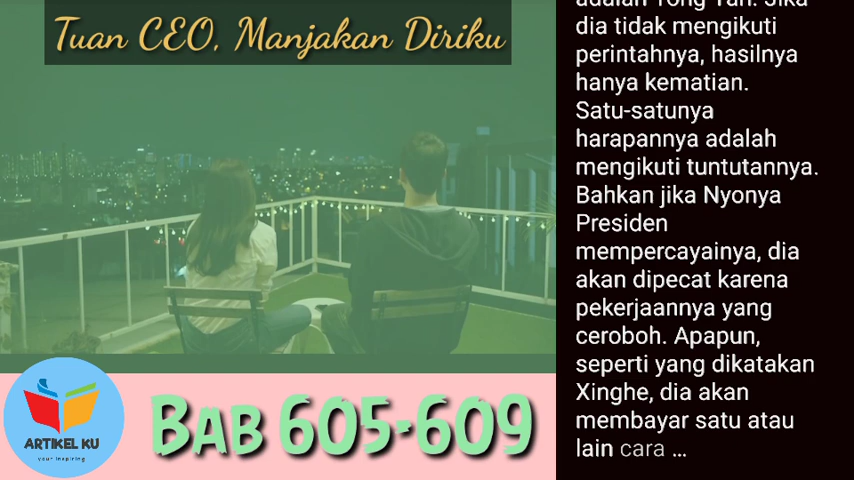 Tuan CEO, Manjakan Diriku
dia tidak mengikuti
perintahnya, hasilnya
hanya kematian.
Satu-satunya
harapannya adalah
mengikuti tuntutannya.
Bahkan jika Nyonya
Presiden
mempercayainya, dia
akan dipecat karena
pekerjaannya yang
ceroboh. Apapun,
seperti yang dikatakan
Xinghe, dia akan
membayar satu atau
lain cara ...
ARTIKEL KU
your inspiring
BAB 605-609